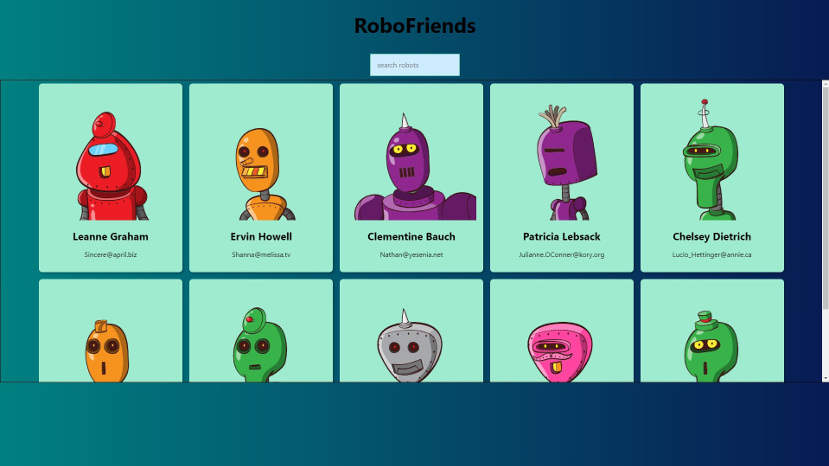 RoboFriends
search robots
Leanne Graham
Sincere@april.biz
Ervin Howell
Shanna@melissa.tv
Clementine Bauch
Nathan@yesenia.net
Patricia Lebsack
Julianne.OConner@kory.org
Chelsey Dietrich
Lucio_Hettinger@annie.ca